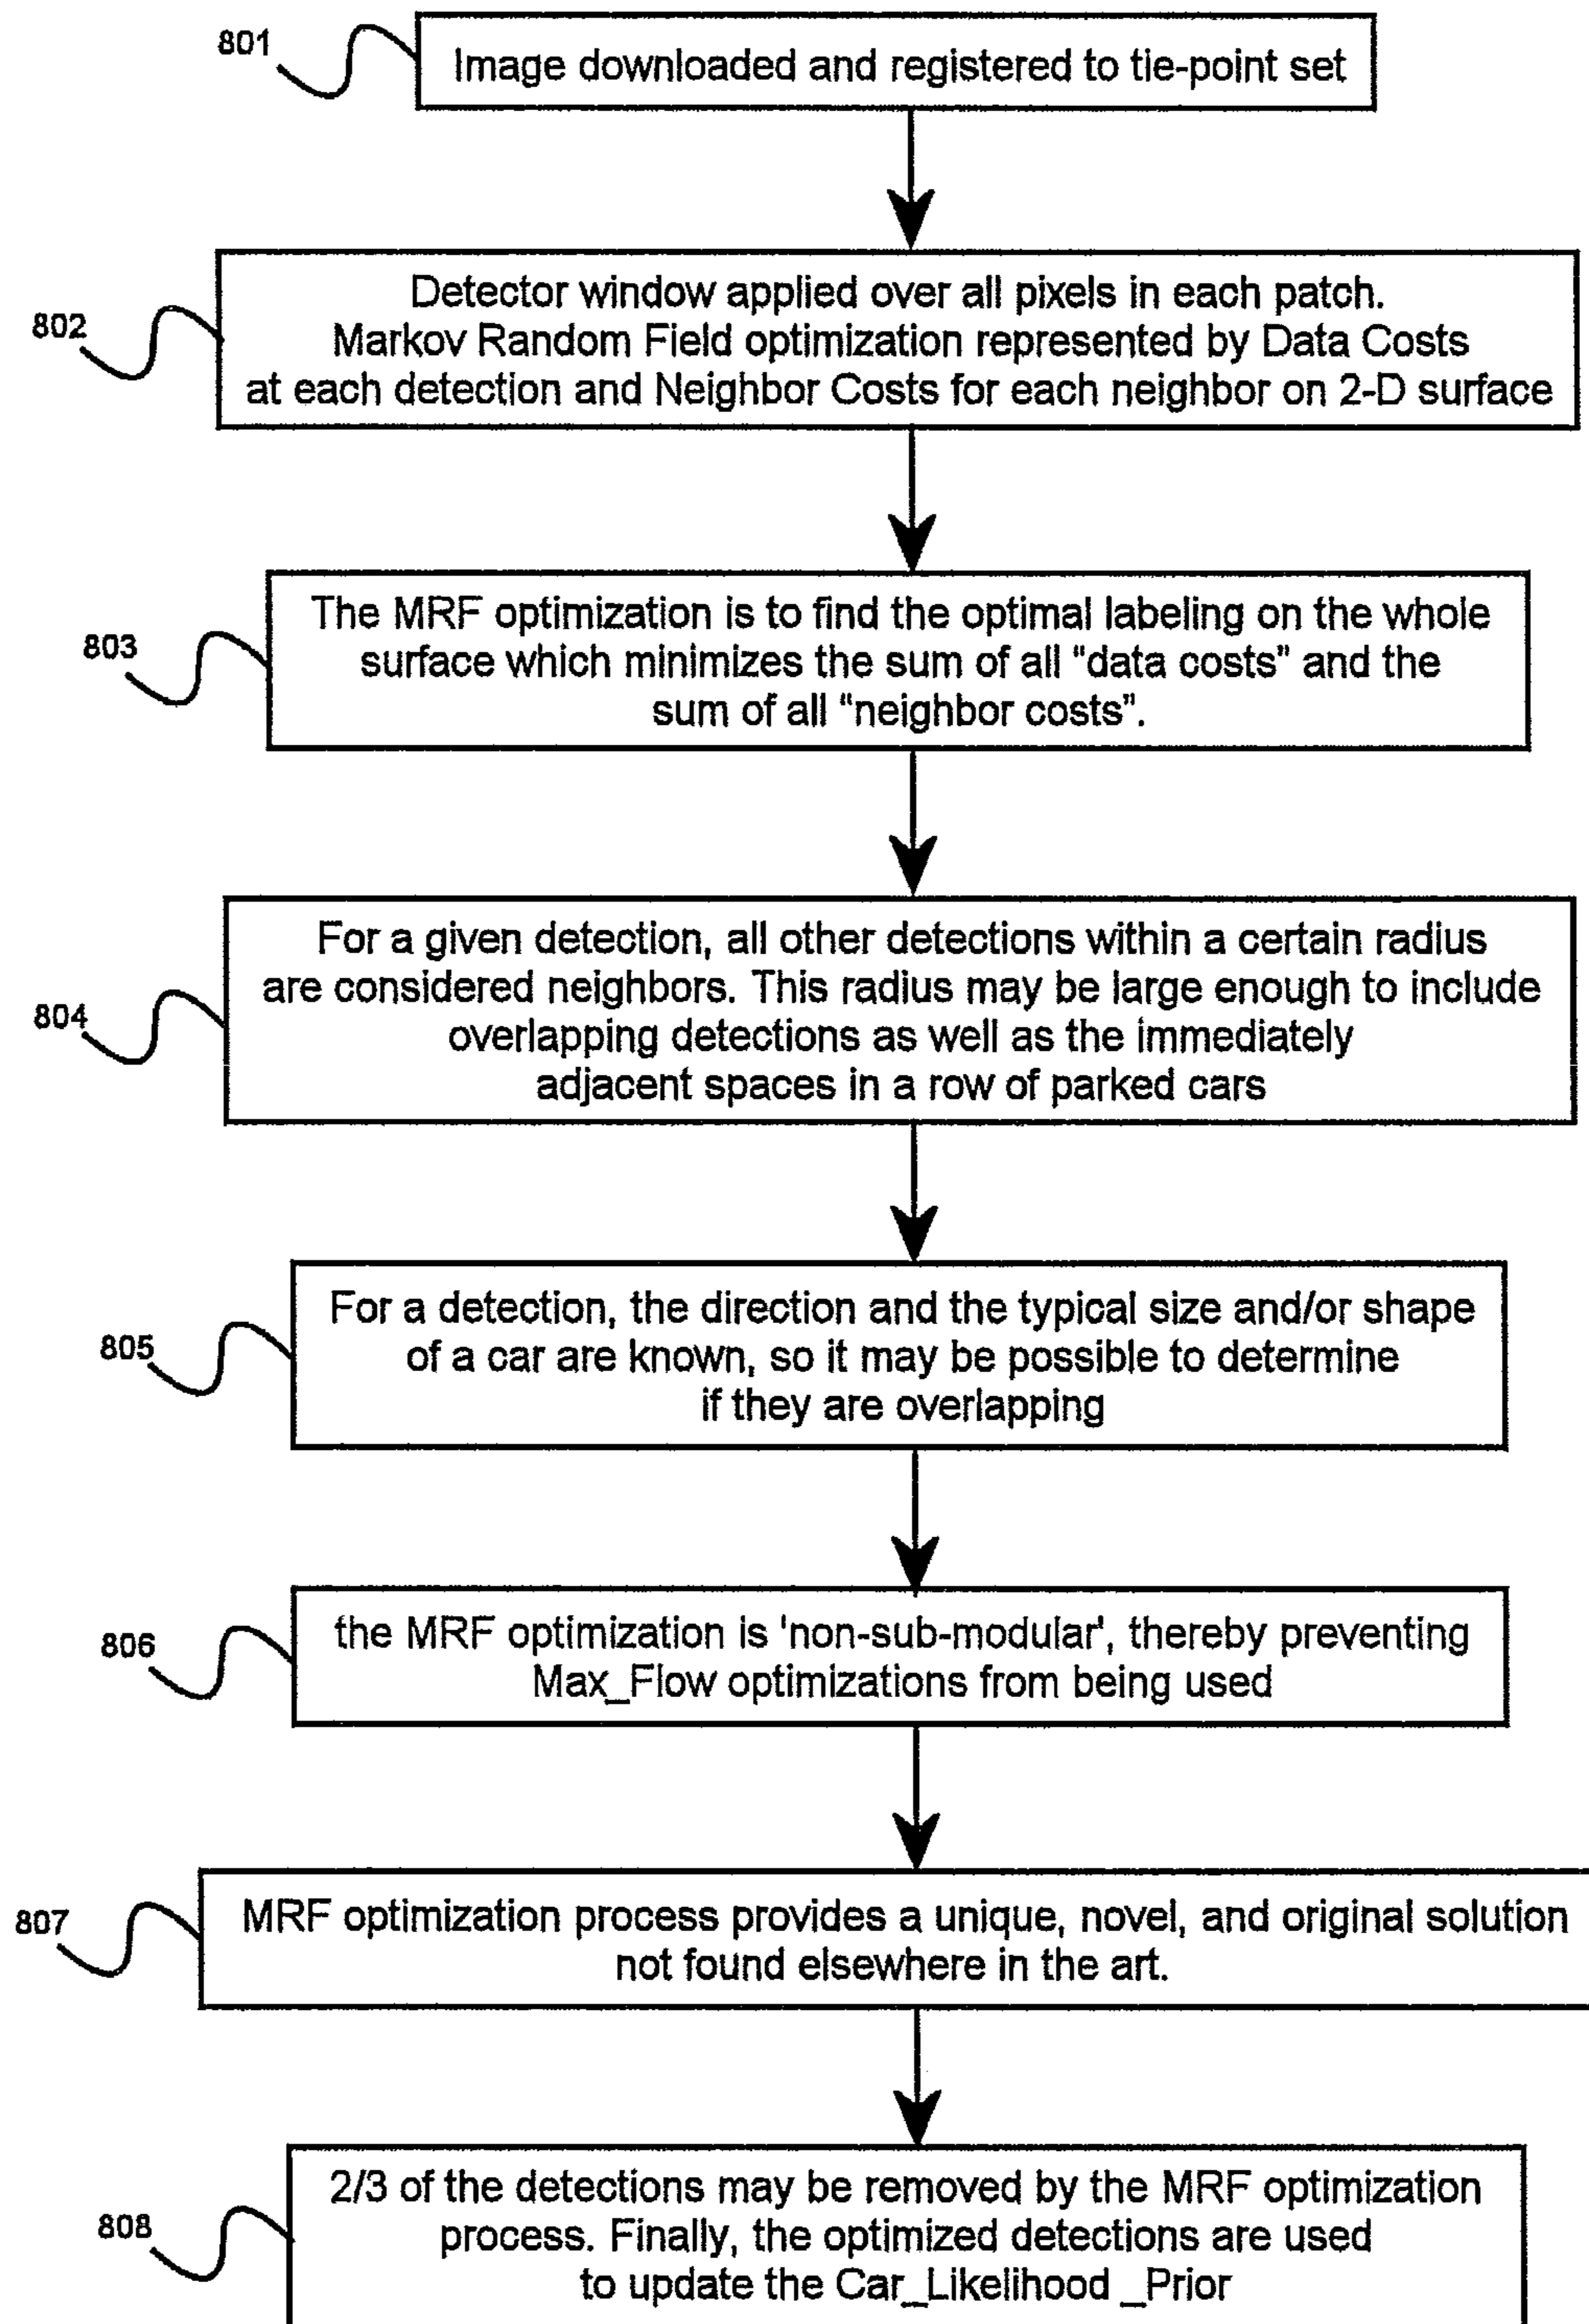 801
Image downloaded and registered to tie-point set
802
Detector window applied over all pixels in each patch.
Markov Random Field optimization represented by Data Costs
at each detection and Neighbor Costs for each neighbor on 2-D surface
803
The MRF optimization is to find the optimal labeling on the whole
surface which minimizes the sum of all "data costs" and the
sum of all "neighbor costs".
804
For a given detection, all other detections within a certain radius
are considered neighbors. This radius may be large enough to include
overlapping detections as well as the immediately
adjacent spaces in a row of parked cars
805
For a detection, the direction and the typical size and/or shape
of a car are known, so it may be possible to determine
if they are overlapping
806
the MRF optimization is 'non-sub-modular', thereby preventing
Max_Flow optimizations from being used
807
MRF optimization process provides a unique, novel, and original solution
not found elsewhere in the art.
808
2/3 of the detections may be removed by the MRF optimization
process. Finally, the optimized detections are used
to update the Car_Likelihood _Prior